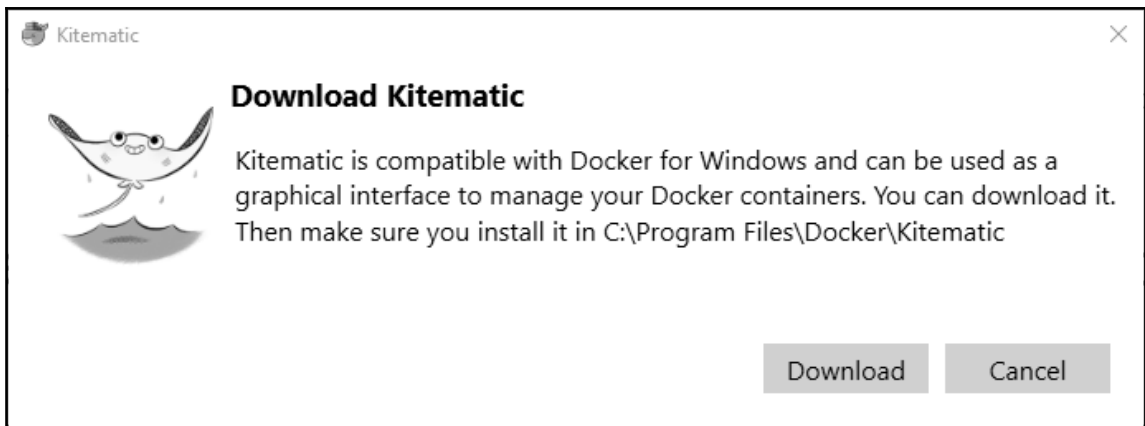 Kitematic
Download Kitematic
Kitematic is compatible with Docker for Windows and can be used as a
graphical interface to manage your Docker containers. You can download it.
Then make sure you install it in C:\Program Files\Docker\Kitematic
Download Cancel